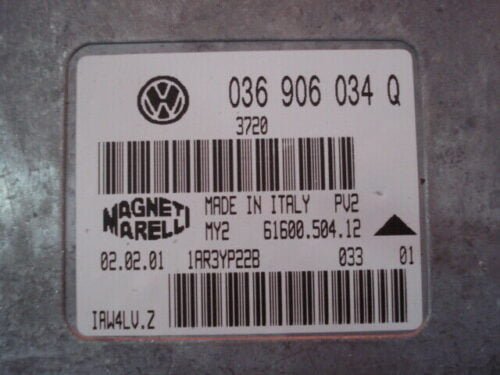 036 906 034 Q
3720
MAGNETI MARELLI MADE IN ITALY PV2
MY2 61600.504.12
02.02.01 1AR3YP22B 033 01
IAW4LV.Z